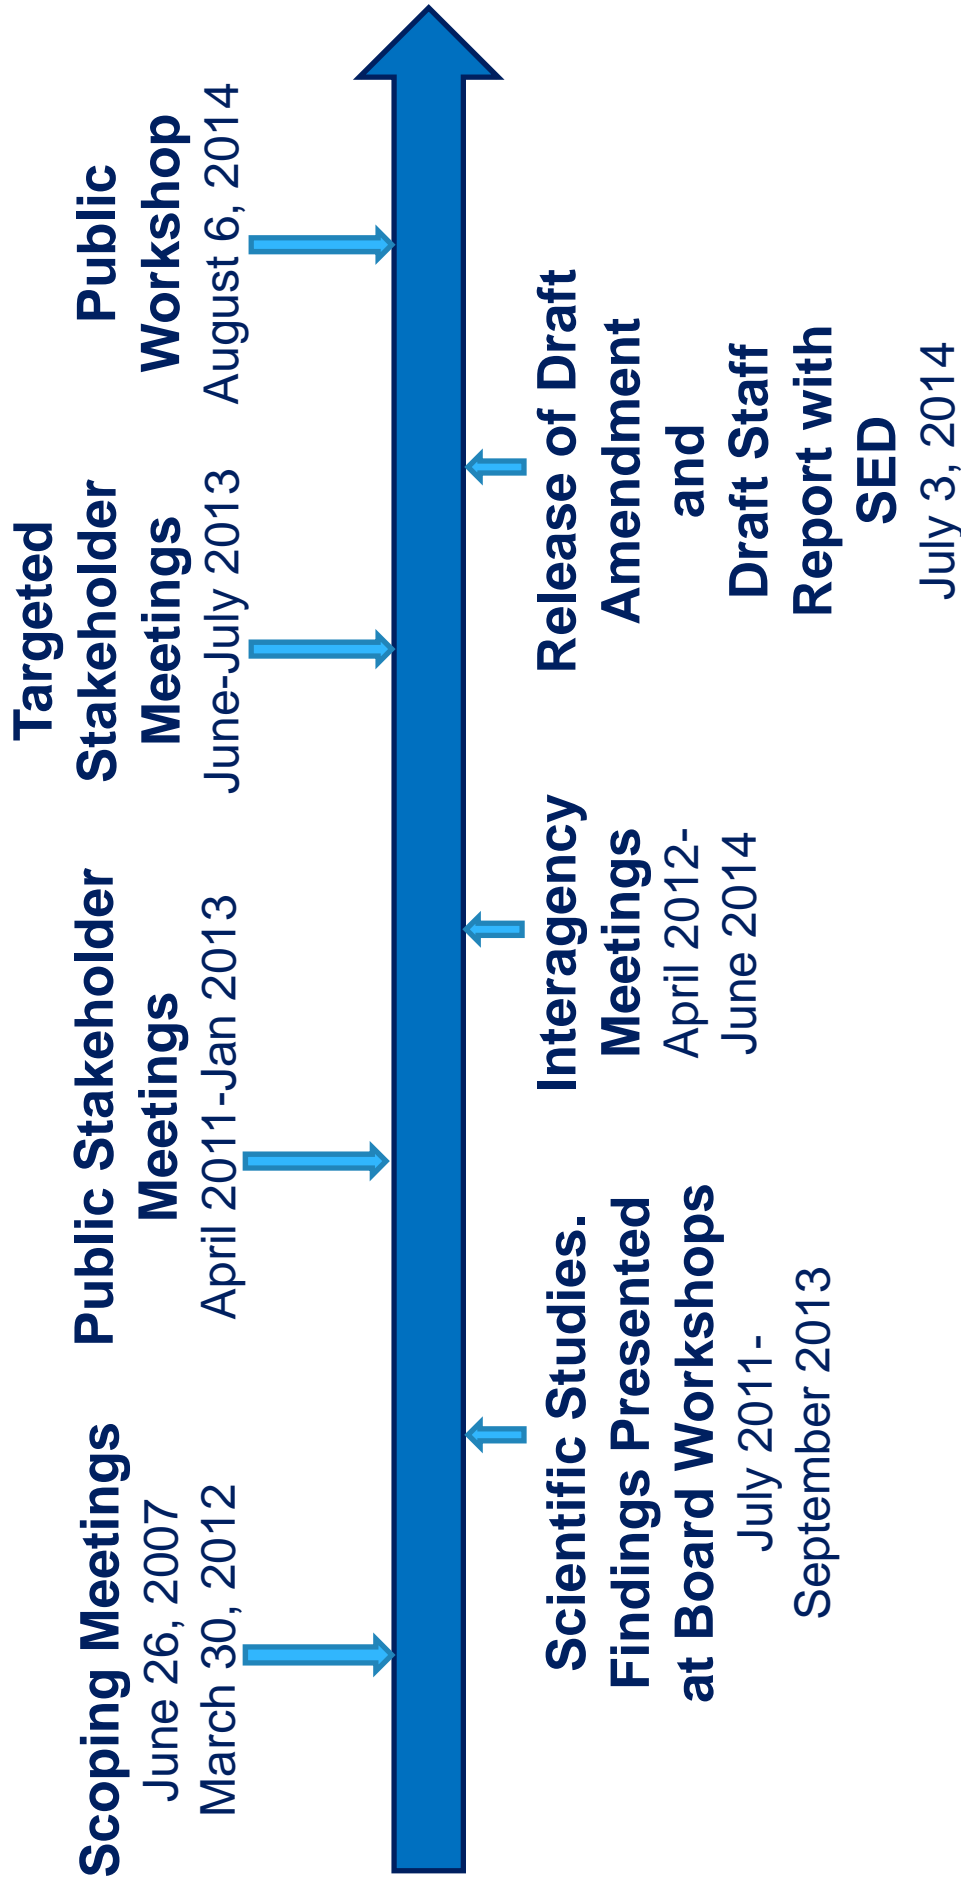 Scoping Meetings
June 26, 2007
March 30, 2012
Public Stakeholder
Meetings
April 2011-Jan 2013
Targeted
Stakeholder
Meetings
June-July 2013
Public
Workshop
August 6, 2014
Scientific Studies.
Findings Presented
at Board Workshops
July 2011-
September 2013
Interagency
Meetings
April 2012-
June 2014
Release of Draft
Amendment
and
Draft Staff
Report with
SED
July 3, 2014